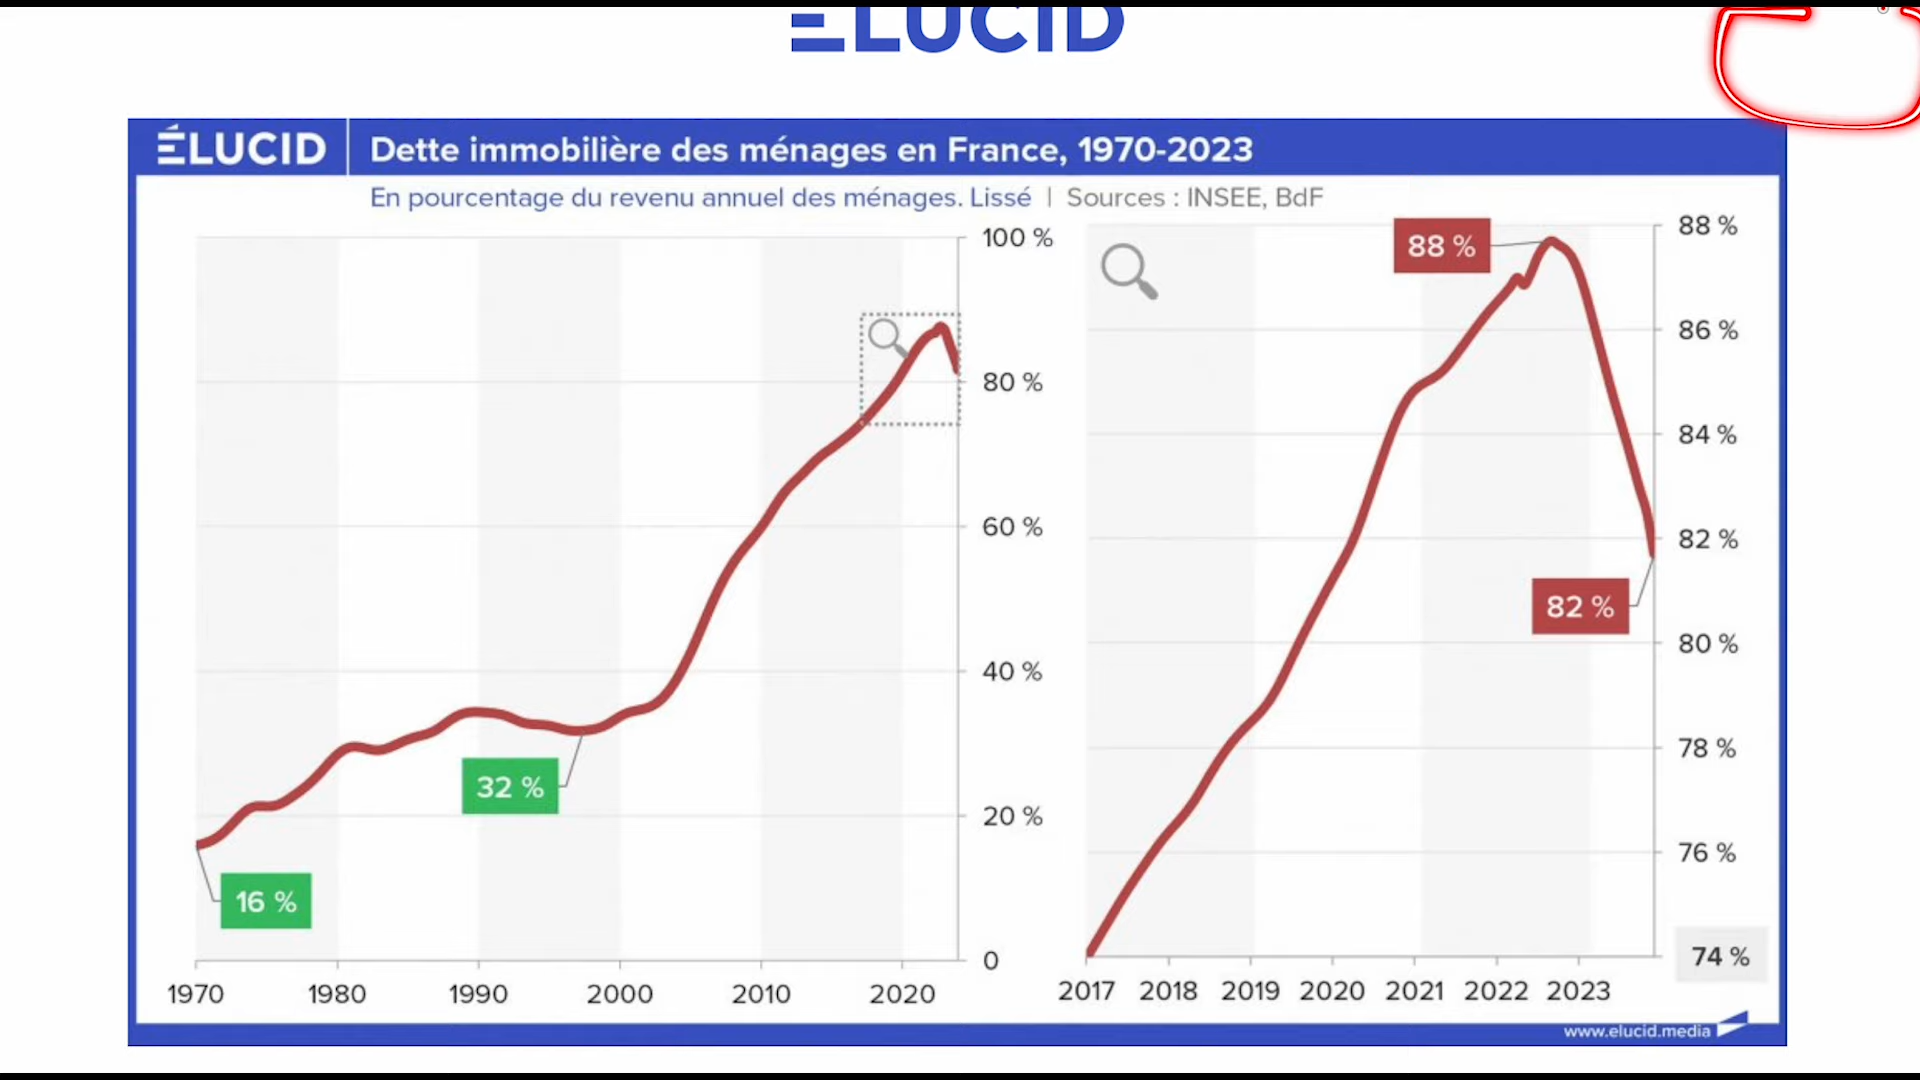 ÉLUCID
ÉLUCID
Dette immobilière des ménages en France, 1970-2023
En pourcentage du revenu annuel des ménages. Lissé | Sources : INSEE, BdF
100 %
80 %
60 %
40 %
20 %
0
16 %
32 %
1970 1980 1990 2000 2010 2020
88 %
86 %
84 %
82 %
80 %
78 %
76 %
74 %
88 %
82 %
2017 2018 2019 2020 2021 2022 2023
www.elucid.media